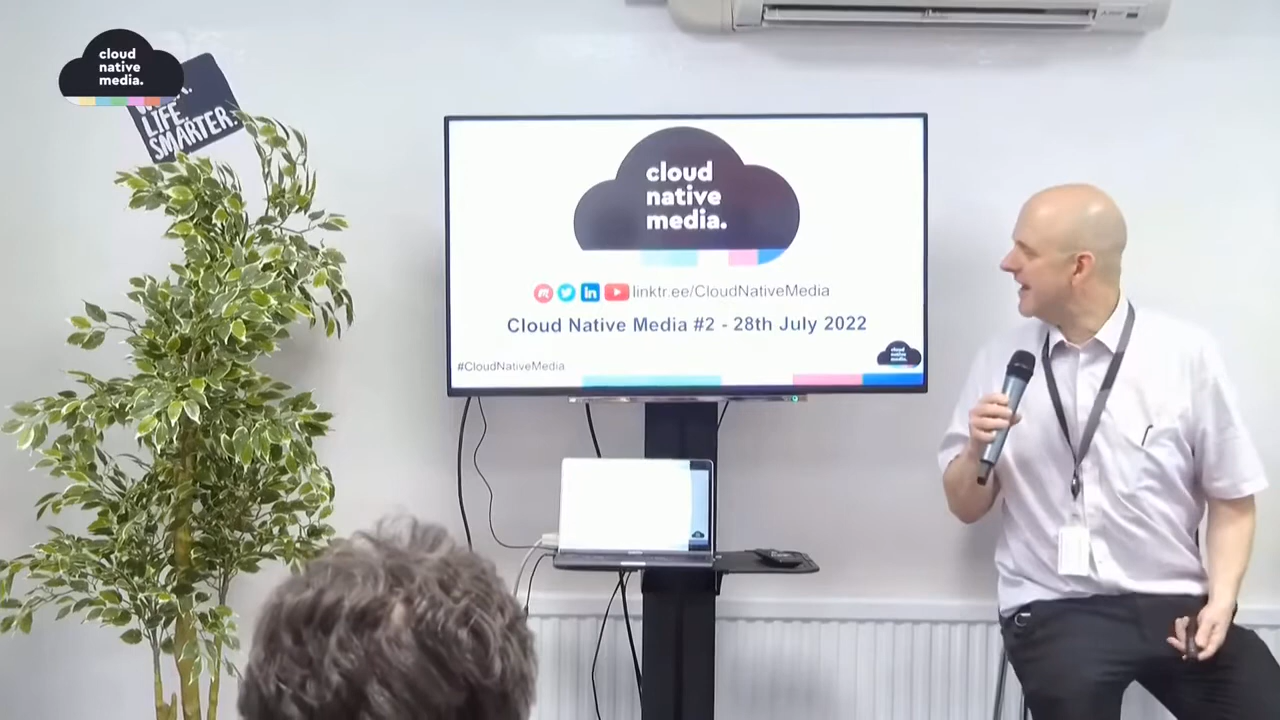 cloud
native
media.
LIFE.
SMARTER.
cloud
native
media.
linktr.ee/CloudNativeMedia
Cloud Native Media #2 - 28th July 2022
#CloudNativeMedia
cloud
native
media.